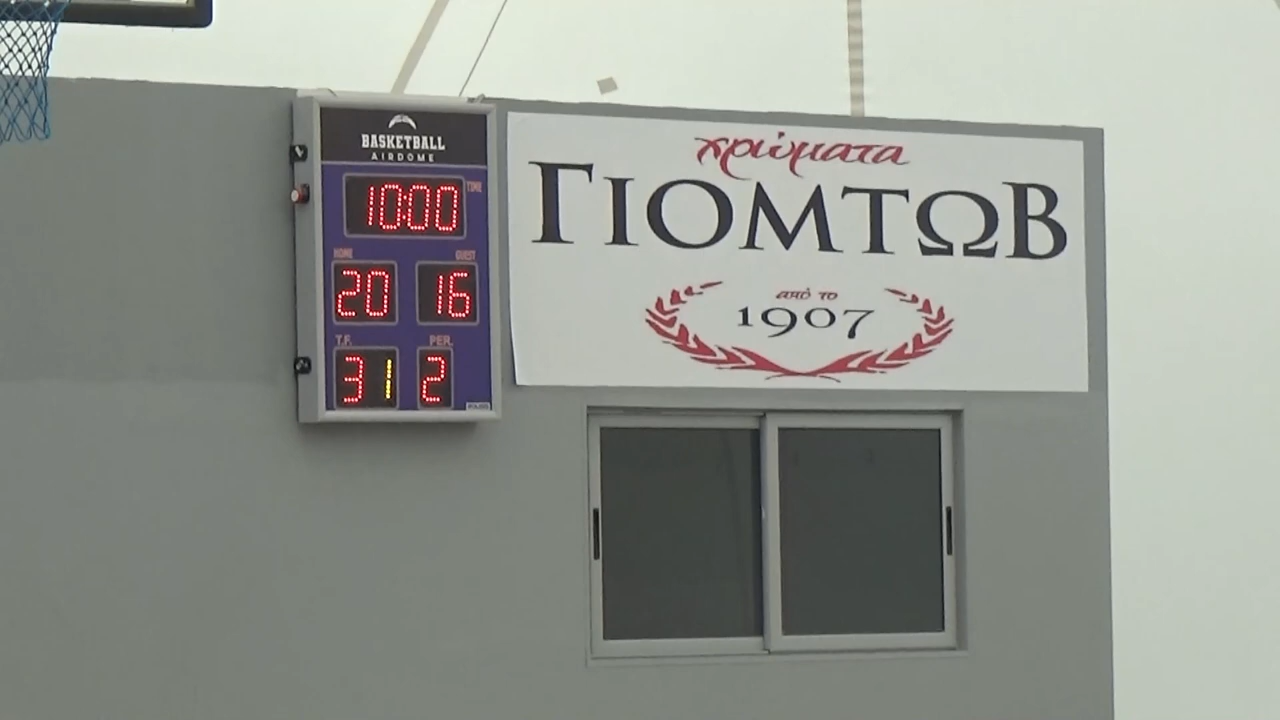 BASKETBALL
AIRDOME
10:00
TIME
HOME GUEST
20 16
T.F. PER.
31 2
χρώματα
ΓΙΟΜΤΩΒ
από το
1907